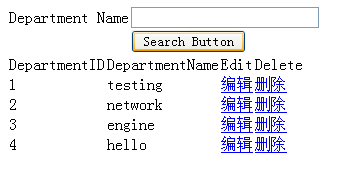 Department Name
Search Button
DepartmentID DepartmentName Edit Delete
1 testing 编辑 删除
2 network 编辑 删除
3 engine 编辑 删除
4 hello 编辑 删除